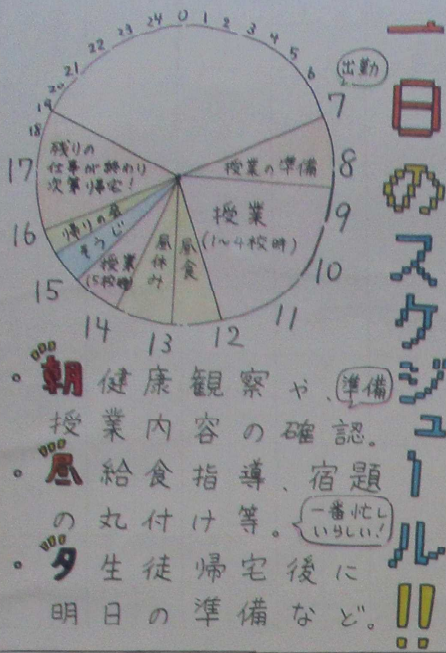 一日のスケジュール!!
0 1 2 3 4 5 6 7 8 9 10 11 12 13 14 15 16 17 18 19 20 21 22 23 24
出勤
授業の準備
授業
(1〜4校時)
昼食
昼休み
授業
(5校時)
そうじ
帰りの会
残りの
仕事が終わり
次第帰宅!
・朝 健康観察や、準備
授業内容の確認。
・昼 給食指導、宿題
の丸付け等。
一番忙し
いらしい!
・夕 生徒帰宅後に
明日の準備など。